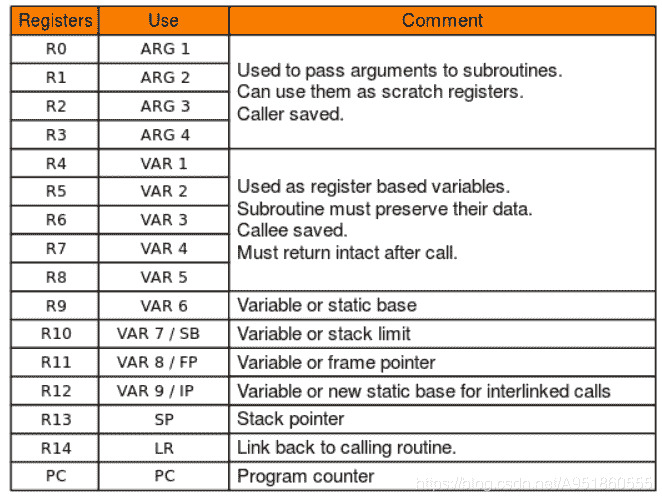 Registers Use Comment
R0 ARG 1
R1 ARG 2
R2 ARG 3
R3 ARG 4
Used to pass arguments to subroutines.
Can use them as scratch registers.
Caller saved.
R4 VAR 1
R5 VAR 2
R6 VAR 3
R7 VAR 4
R8 VAR 5
Used as register based variables.
Subroutine must preserve their data.
Callee saved.
Must return intact after call.
R9 VAR 6 Variable or static base
R10 VAR 7 / SB Variable or stack limit
R11 VAR 8 / FP Variable or frame pointer
R12 VAR 9 / IP Variable or new static base for interlinked calls
R13 SP Stack pointer
R14 LR Link back to calling routine.
PC PC Program counter
https://blog.csdn.net/A951860555